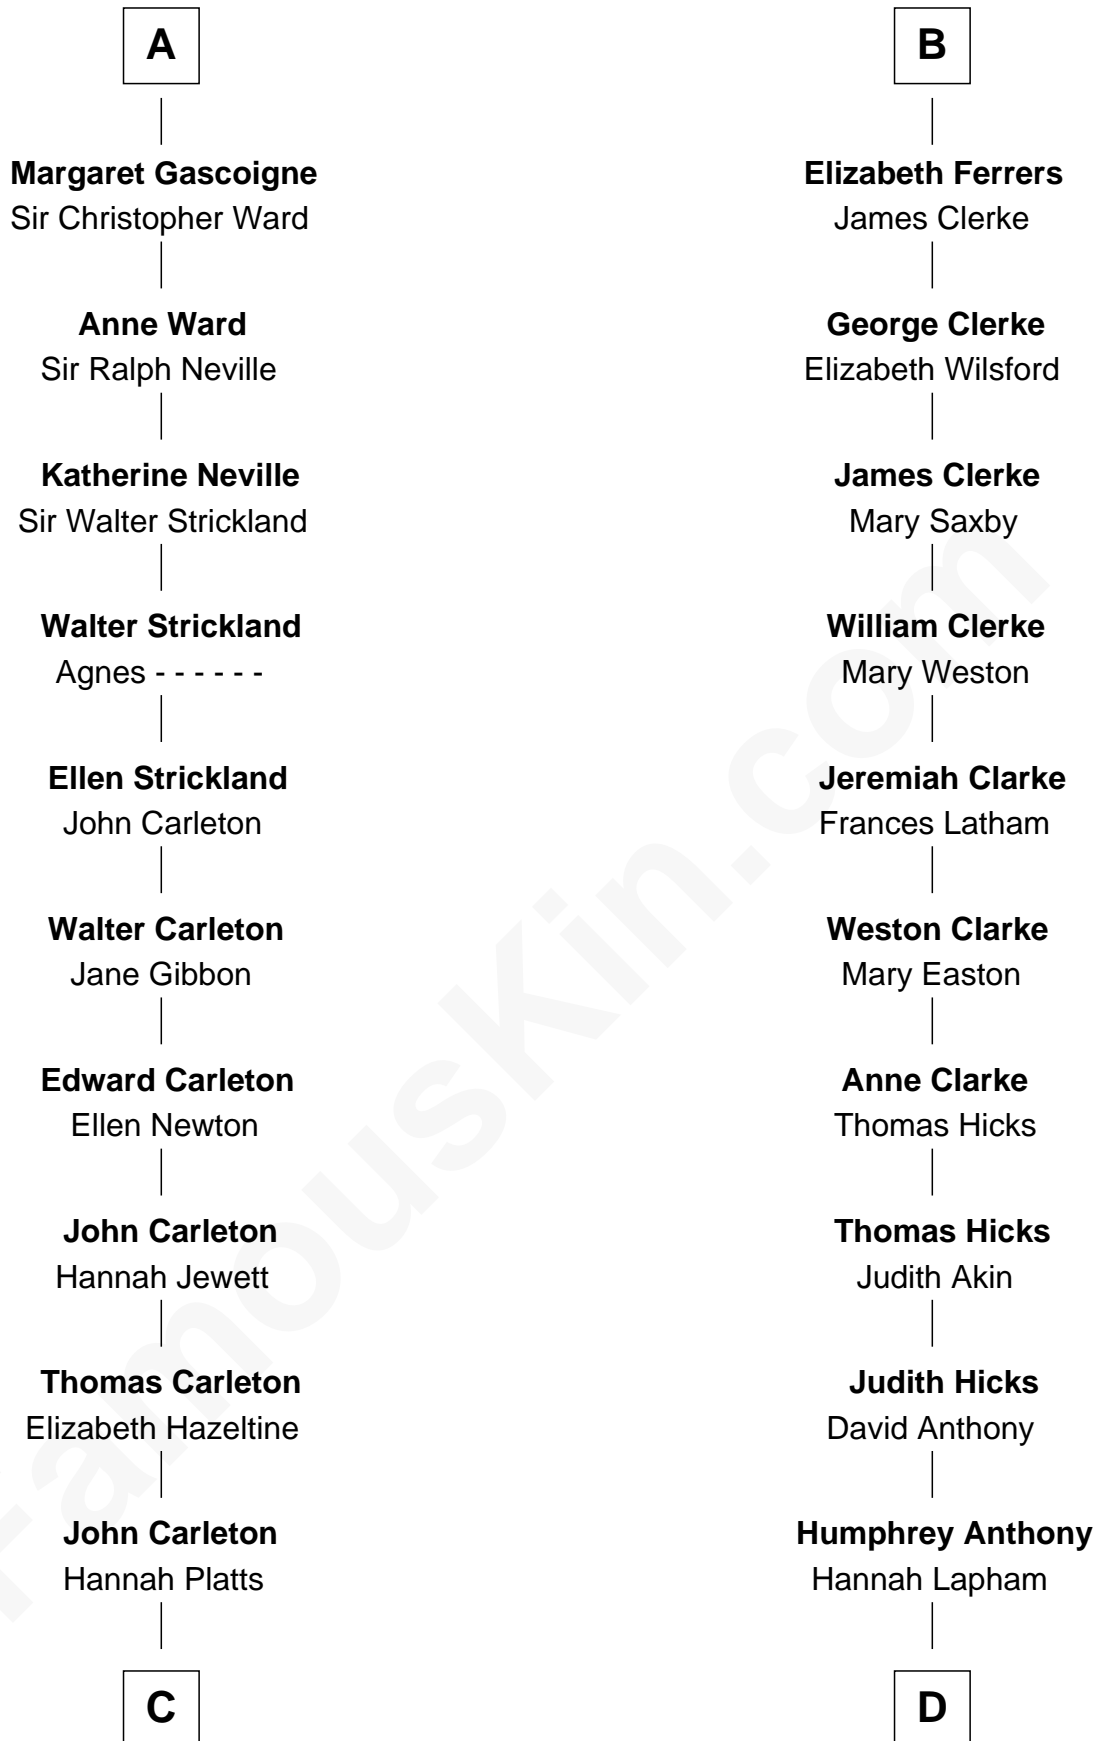 A
Margaret Gascoigne
Sir Christopher Ward
Anne Ward
Sir Ralph Neville
Katherine Neville
Sir Walter Strickland
Walter Strickland
Agnes - - - - - -
Ellen Strickland
John Carleton
Walter Carleton
Jane Gibbon
Edward Carleton
Ellen Newton
John Carleton
Hannah Jewett
Thomas Carleton
Elizabeth Hazeltine
John Carleton
Hannah Platts
C
B
Elizabeth Ferrers
James Clerke
George Clerke
Elizabeth Wilsford
James Clerke
Mary Saxby
William Clerke
Mary Weston
Jeremiah Clarke
Frances Latham
Weston Clarke
Mary Easton
Anne Clarke
Thomas Hicks
Thomas Hicks
Judith Akin
Judith Hicks
David Anthony
Humphrey Anthony
Hannah Lapham
D
FamousKin.com